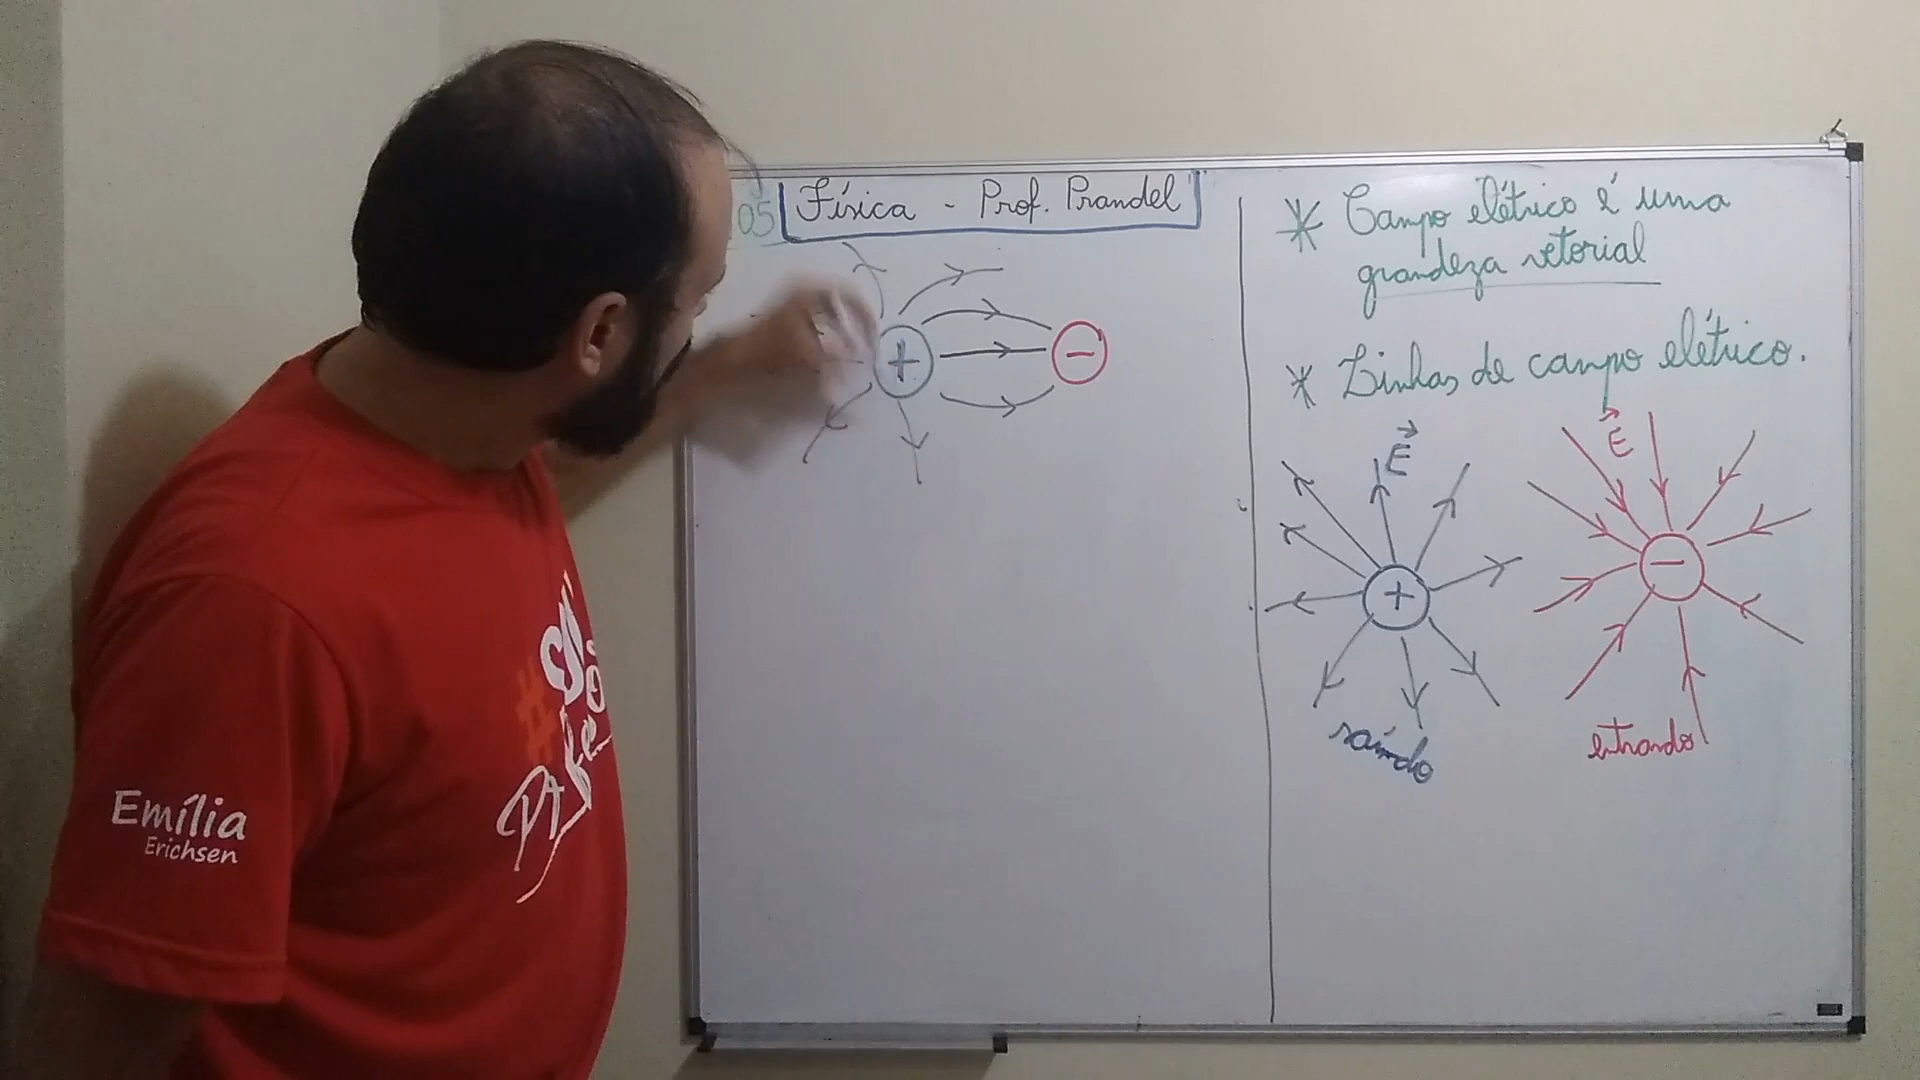 05 Física - Prof. Prandel
+ -
* Campo elétrico é uma
grandeza vetorial
* Linhas de campo elétrico.
E E
+ -
saindo entrando
Emília
Erichsen